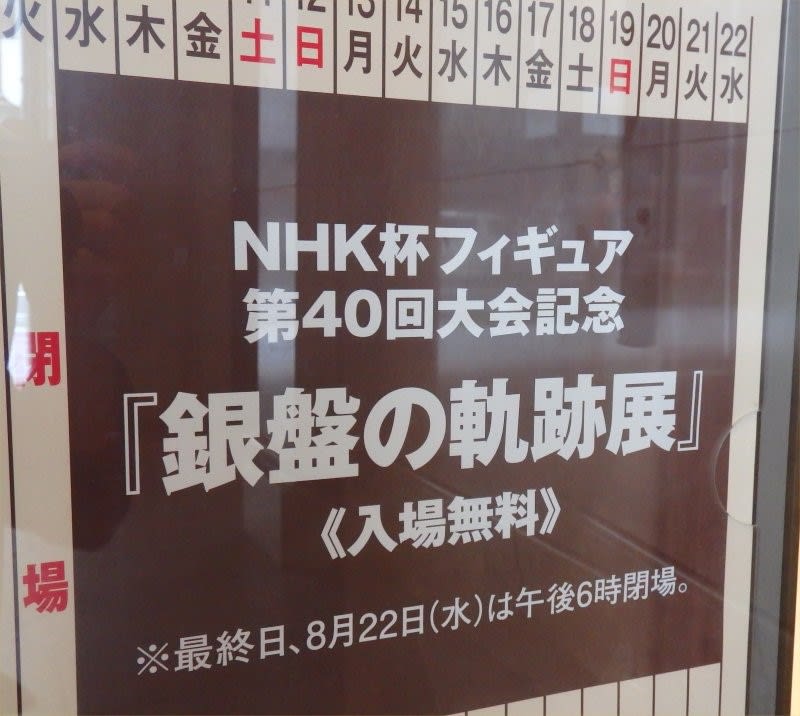 11 12 13 14 15 16 17 18 19 20 21 22
火 水 木 金 土 日 月 火 水 木 金 土 日 月 火 水
NHK杯フィギュア
第40回大会記念
『銀盤の軌跡展』
《入場無料》
※最終日、8月22日(水)は午後6時閉場。
閉場